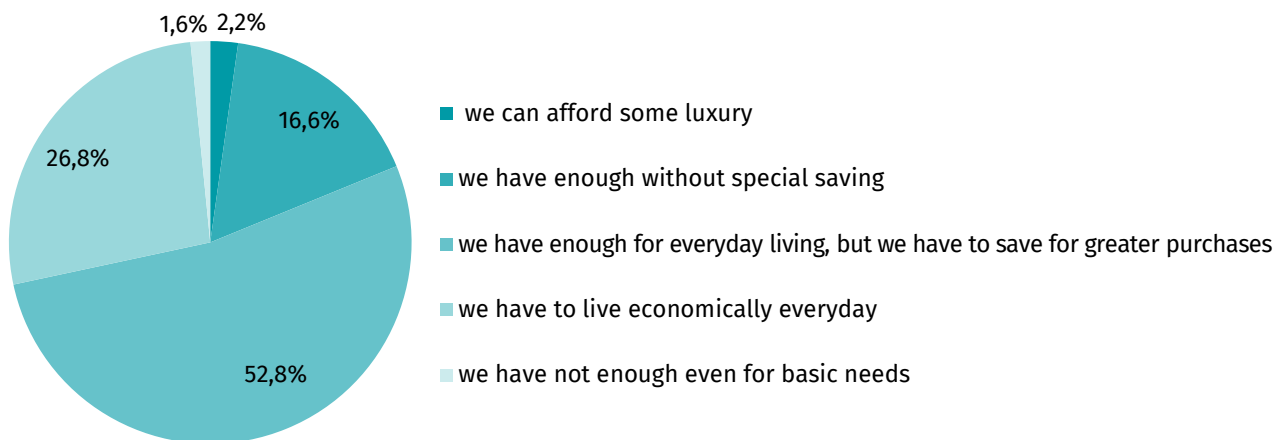 1,6%
2,2%
16,6%
26,8%
52,8%
we can afford some luxury
we have enough without special saving
we have enough for everyday living, but we have to save for greater purchases
we have to live economically everyday
we have not enough even for basic needs